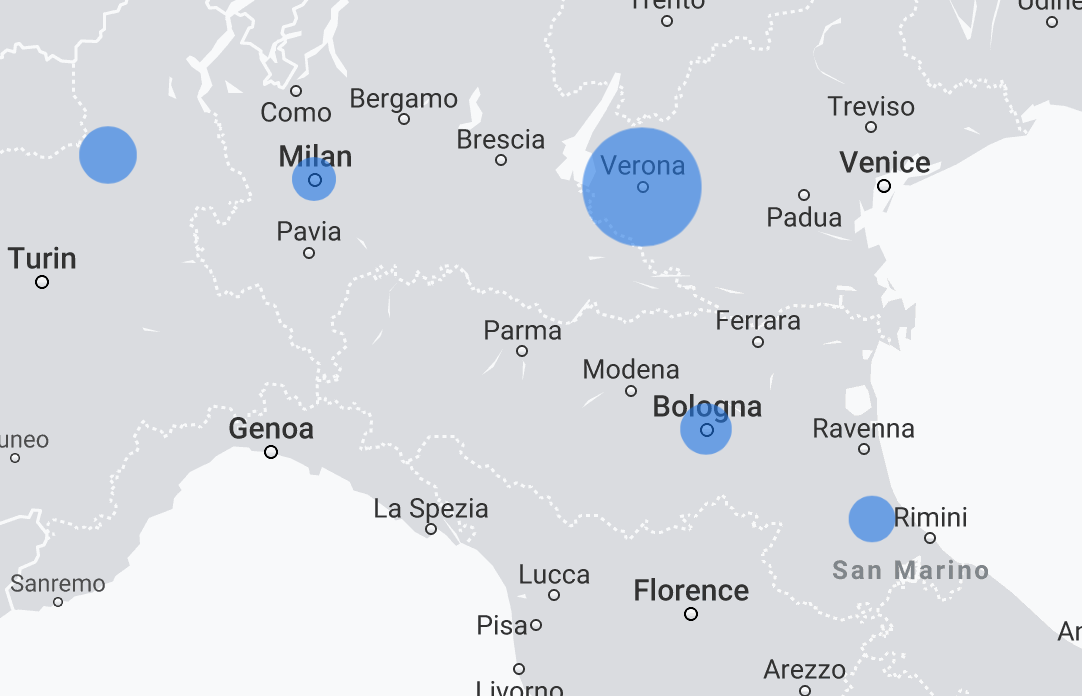 Trento
Udine
Como
Bergamo
Treviso
Brescia
Milan
Verona
Venice
Padua
Pavia
Turin
Parma
Ferrara
Modena
Bologna
Genoa
Ravenna
uneo
La Spezia
Rimini
San Marino
Sanremo
Lucca
Florence
Pisa
Ar
Arezzo
Livorno